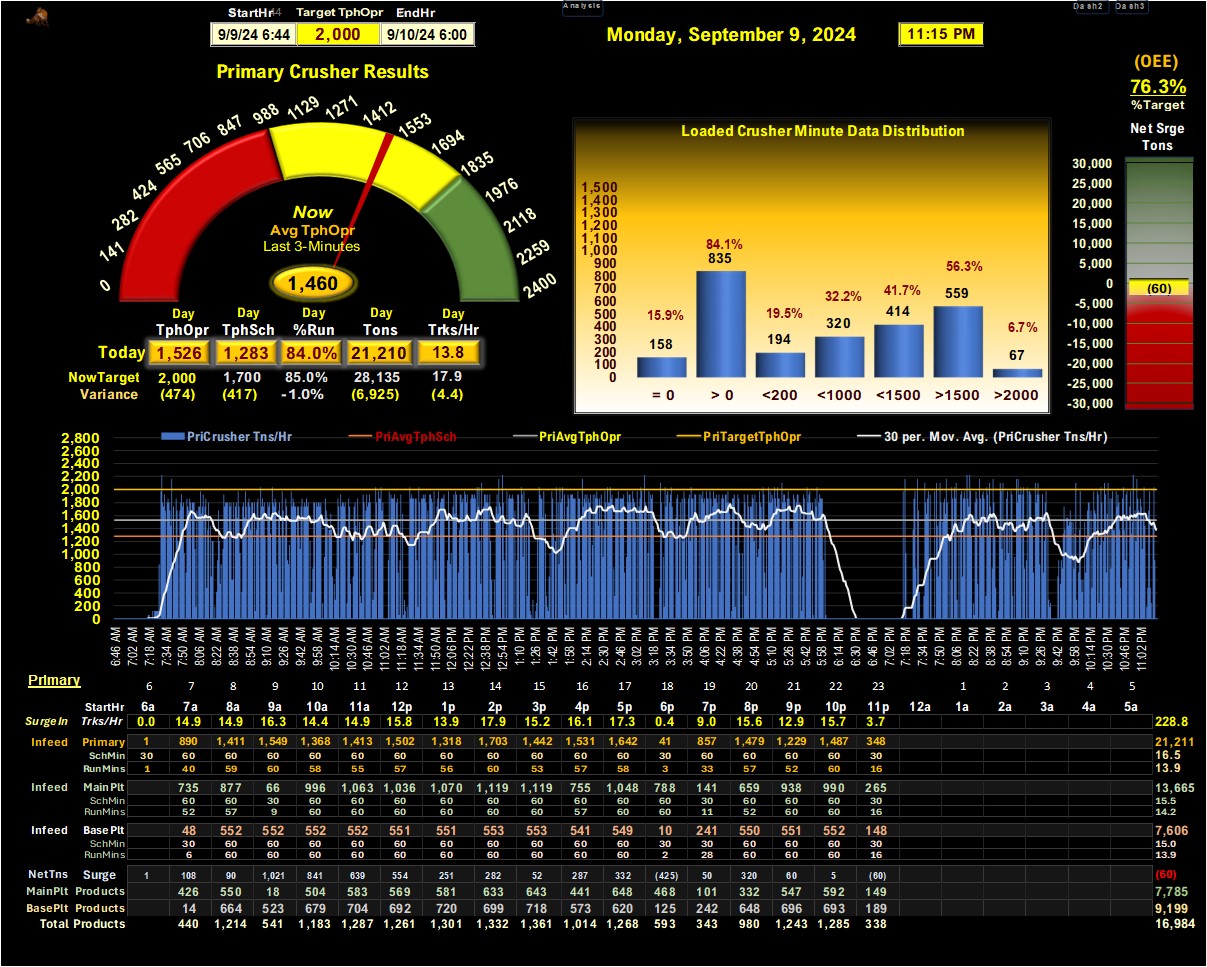 Analysis
Dash2 Dash3
StartHr Target TphOpr EndHr
9/9/24 6:44 2,000 9/10/24 6:00
Monday, September 9, 2024
11:15 PM
(OEE)
76.3%
%Target
Primary Crusher Results
0 141 282 424 565 706 847 988 1129 1271 1412 1553 1694 1835 1976 2118 2259 2400
Now
Avg TphOpr
Last 3-Minutes
1,460
Day Day Day Day Day
TphOpr TphSch %Run Tons Trks/Hr
Today 1,526 1,283 84.0% 21,210 13.8
NowTarget 2,000 1,700 85.0% 28,135 17.9
Variance (474) (417) -1.0% (6,925) (4.4)
Loaded Crusher Minute Data Distribution
1,500
1,400
1,300
1,200
1,100
1,000
900
800
700
600
500
400
300
200
100
0
15.9% 84.1% 19.5% 32.2% 41.7% 56.3% 6.7%
158 835 194 320 414 559 67
= 0 > 0 <200 <1000 <1500 >1500 >2000
Net Srge
Tons
30,000
25,000
20,000
15,000
10,000
5,000
0
(60)
-5,000
-10,000
-15,000
-20,000
-25,000
-30,000
PriCrusher Tns/Hr PriAvgTphSch PriAvgTphOpr PriTargetTphOpr 30 per. Mov. Avg. (PriCrusher Tns/Hr)
2,800
2,600
2,400
2,200
2,000
1,800
1,600
1,400
1,200
1,000
800
600
400
200
0
6:46 AM 7:02 AM 7:18 AM 7:34 AM 7:50 AM 8:06 AM 8:22 AM 8:38 AM 8:54 AM 9:10 AM 9:26 AM 9:42 AM 9:58 AM 10:14 AM 10:30 AM 10:46 AM 11:02 AM 11:18 AM 11:34 AM 11:50 AM 12:06 PM 12:22 PM 12:38 PM 12:54 PM 1:10 PM 1:26 PM 1:42 PM 1:58 PM 2:14 PM 2:30 PM 2:46 PM 3:02 PM 3:18 PM 3:34 PM 3:50 PM 4:06 PM 4:22 PM 4:38 PM 4:54 PM 5:10 PM 5:26 PM 5:42 PM 5:58 PM 6:14 PM 6:30 PM 6:46 PM 7:02 PM 7:18 PM 7:34 PM 7:50 PM 8:06 PM 8:22 PM 8:38 PM 8:54 PM 9:10 PM 9:26 PM 9:42 PM 9:58 PM 10:14 PM 10:30 PM 10:46 PM 11:02 PM
Primary
6 7 8 9 10 11 12 13 14 15 16 17 18 19 20 21 22 23 1 2 3 4 5
StartHr 6a 7a 8a 9a 10a 11a 12p 1p 2p 3p 4p 5p 6p 7p 8p 9p 10p 11p 12a 1a 2a 3a 4a 5a
SurgeIn Trks/Hr 0.0 14.9 14.9 16.3 14.4 14.9 15.8 13.9 17.9 15.2 16.1 17.3 0.4 9.0 15.6 12.9 15.7 3.7 228.8
Infeed Primary 1 890 1,411 1,549 1,368 1,413 1,502 1,318 1,703 1,442 1,531 1,642 41 857 1,479 1,229 1,487 348 21,211
SchMin 30 60 60 60 60 60 60 60 60 60 60 60 30 60 60 60 60 30 16.5
RunMins 1 40 59 60 58 55 57 56 60 53 57 58 3 33 57 52 60 16 13.9
Infeed MainPlt 735 877 66 996 1,063 1,036 1,070 1,119 1,119 755 1,048 788 141 659 938 990 265 13,665
SchMin 60 60 30 60 60 60 60 60 60 60 60 60 30 60 60 60 30 15.5
RunMins 52 57 9 60 60 60 60 60 60 57 60 60 11 52 60 60 16 14.2
Infeed BasePlt 48 552 552 552 552 551 551 553 553 541 549 10 241 550 551 552 148 7,606
SchMin 30 60 60 60 60 60 60 60 60 60 60 30 30 60 60 60 30 15.0
RunMins 6 60 60 60 60 60 60 60 60 60 60 2 28 60 60 60 16 13.9
NetTns Surge 1 108 90 1,021 841 639 554 251 282 52 287 332 (425) 50 320 60 5 (60) (60)
MainPlt Products 426 550 18 504 583 569 581 633 643 441 648 468 101 332 547 592 149 7,785
BasePlt Products 14 664 523 679 704 692 720 699 718 573 620 125 242 648 696 693 189 9,199
Total Products 440 1,214 541 1,183 1,287 1,261 1,301 1,332 1,361 1,014 1,268 593 343 980 1,243 1,285 338 16,984